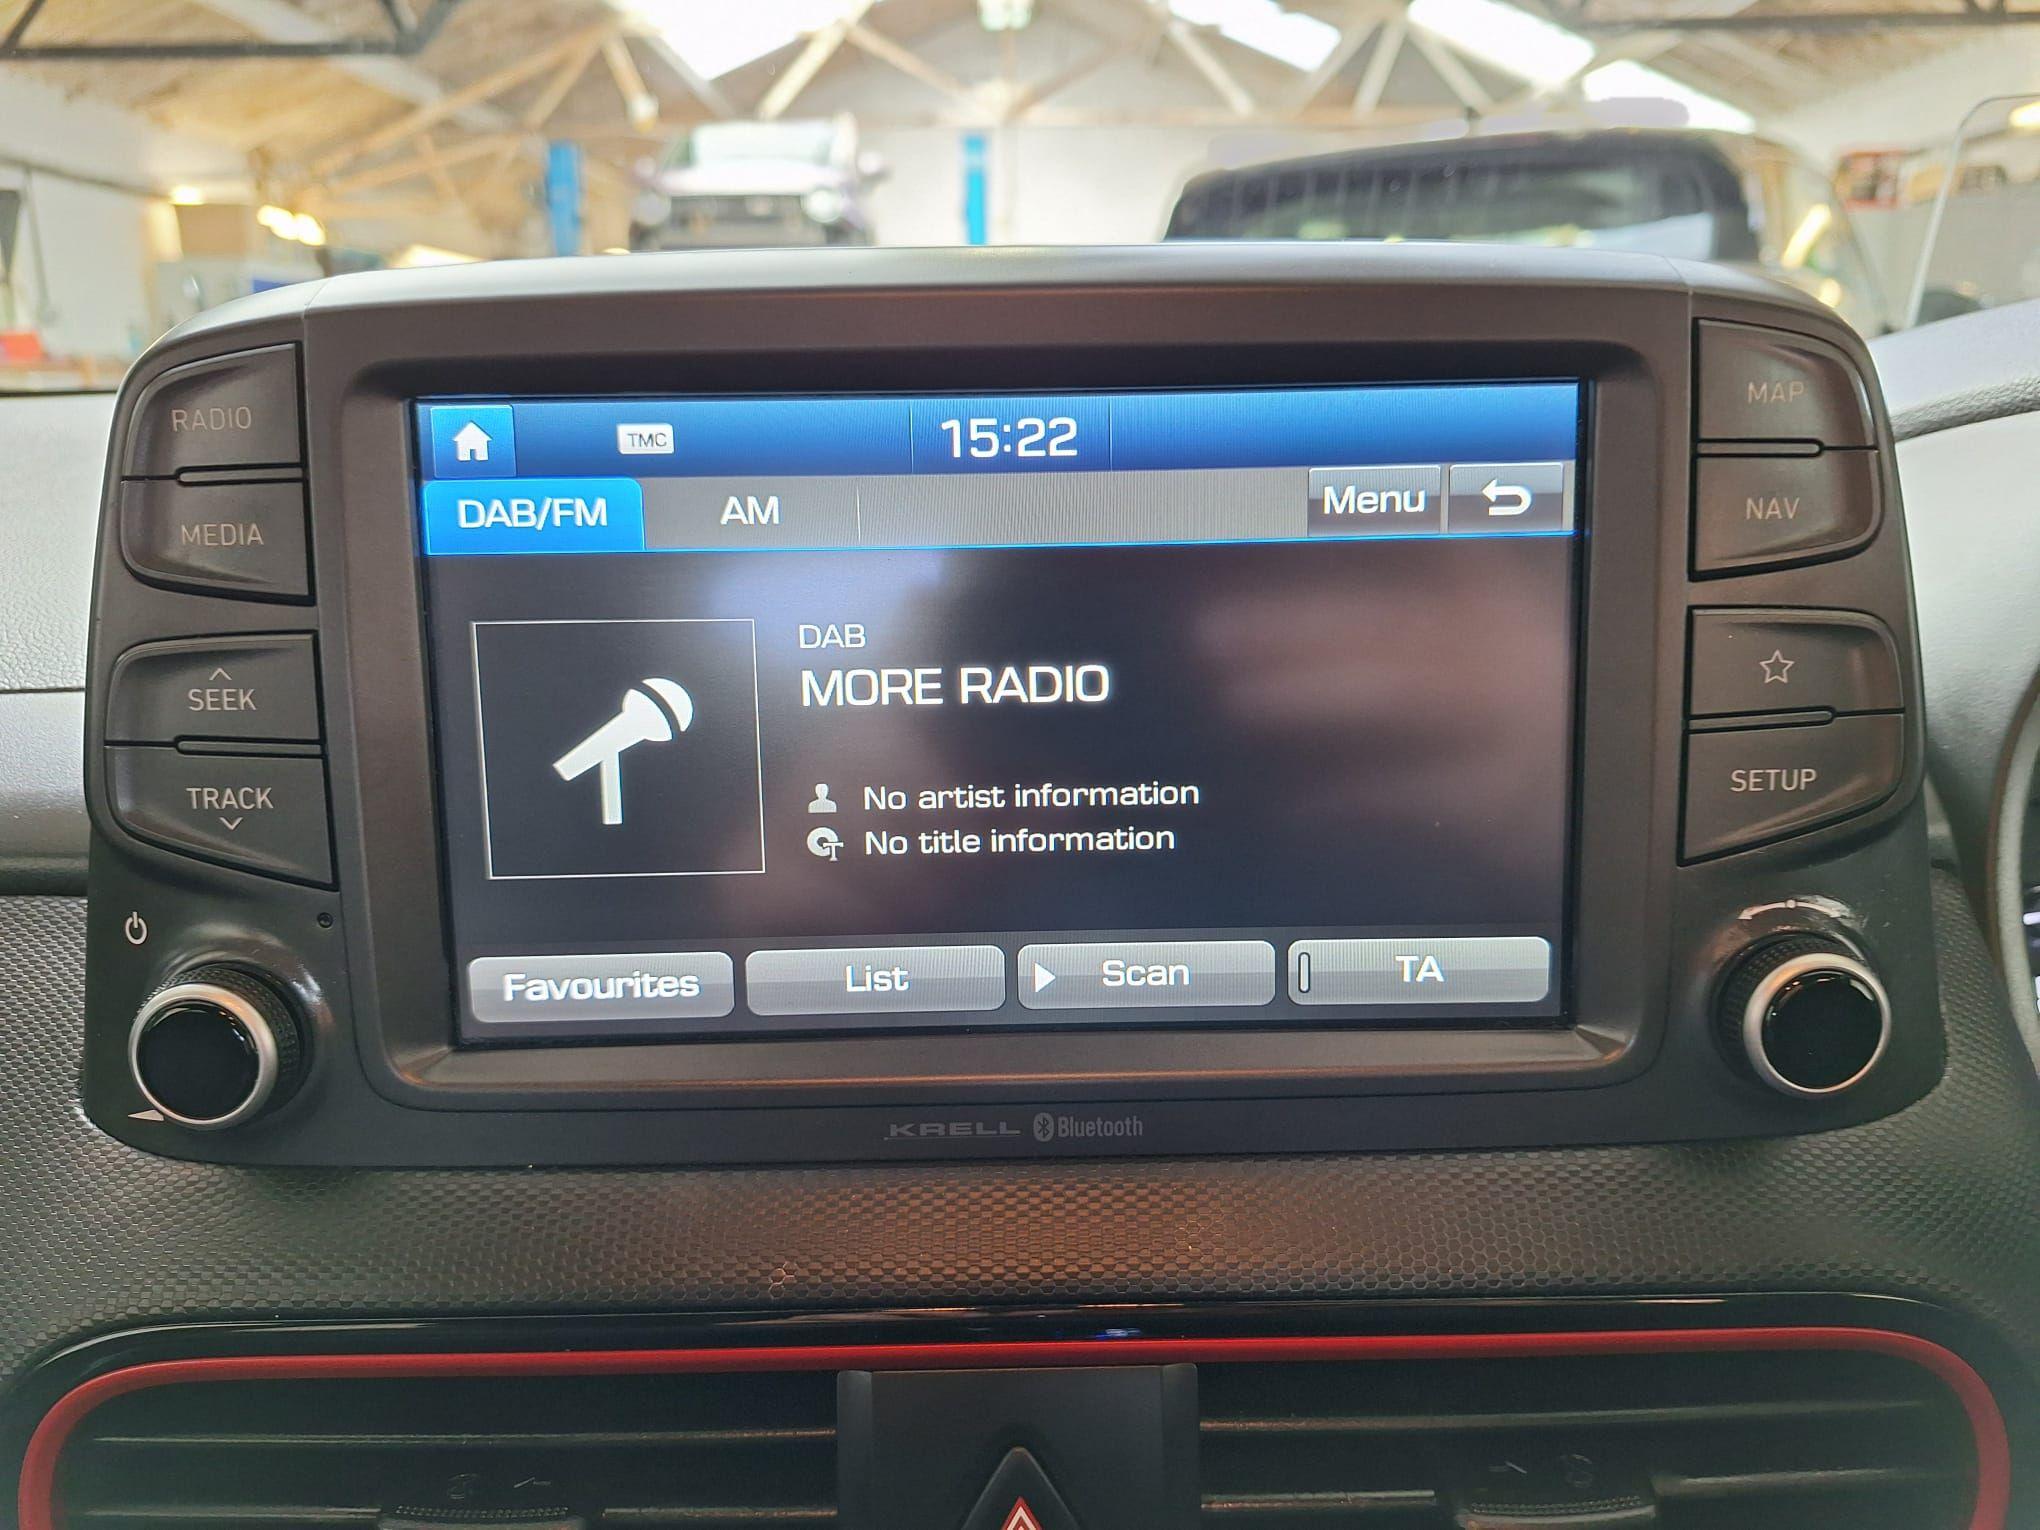 RADIO
MEDIA
SEEK
TRACK
TMC
15:22
DAB/FM
AM
Menu
DAB
MORE RADIO
No artist information
No title information
Favourites
List
Scan
TA
MAP
NAV
SETUP
KRELL Bluetooth